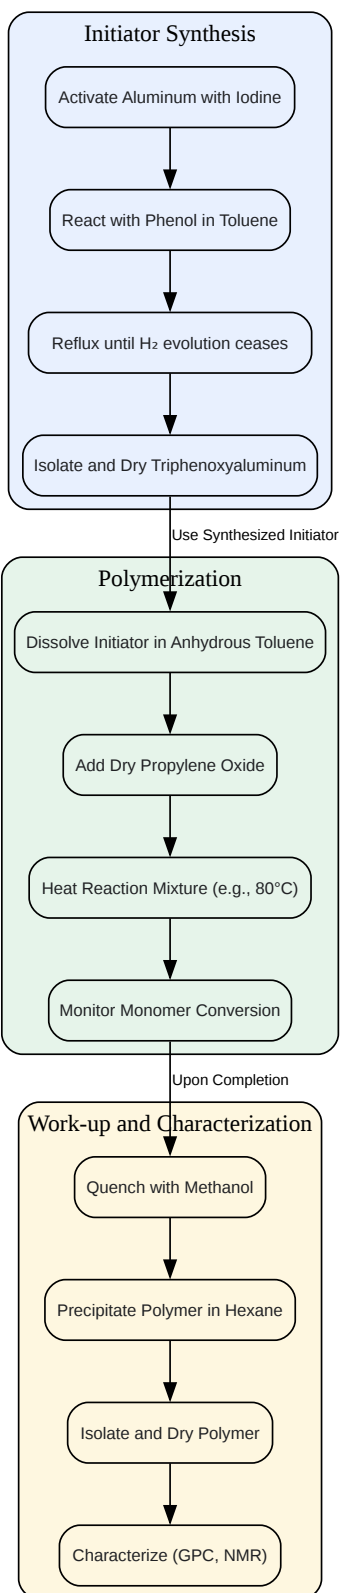 Initiator Synthesis
Activate Aluminum with Iodine
React with Phenol in Toluene
Reflux until H₂ evolution ceases
Isolate and Dry Triphenoxyaluminum
Use Synthesized Initiator
Polymerization
Dissolve Initiator in Anhydrous Toluene
Add Dry Propylene Oxide
Heat Reaction Mixture (e.g., 80°C)
Monitor Monomer Conversion
Upon Completion
Work-up and Characterization
Quench with Methanol
Precipitate Polymer in Hexane
Isolate and Dry Polymer
Characterize (GPC, NMR)